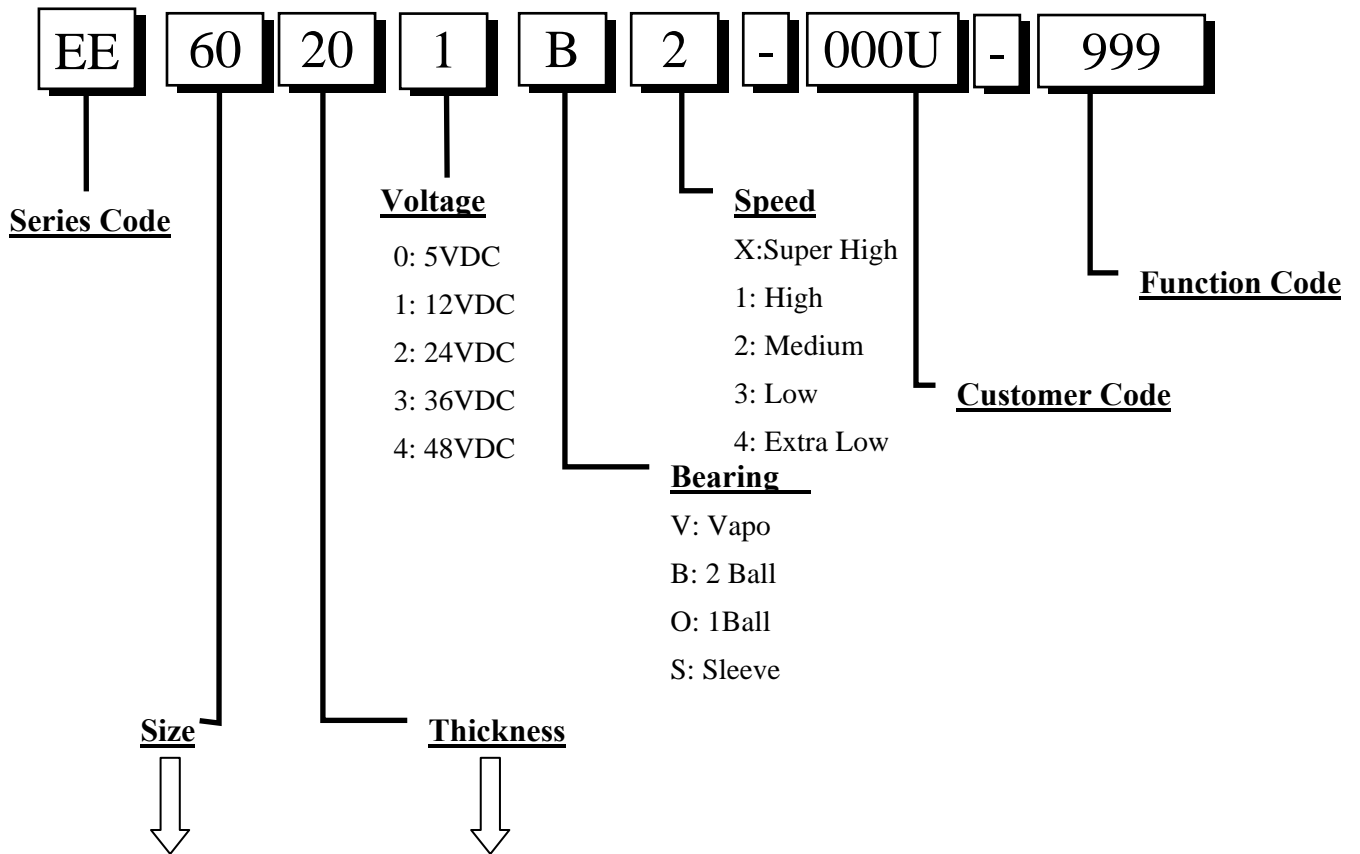 EE 60 20 1 B 2 - 000U - 999
Series Code
Voltage
0: 5VDC
1: 12VDC
2: 24VDC
3: 36VDC
4: 48VDC
Speed
X:Super High
1: High
2: Medium
3: Low
4: Extra Low
Function Code
Customer Code
Bearing
V: Vapo
B: 2 Ball
O: 1Ball
S: Sleeve
Size
Thickness